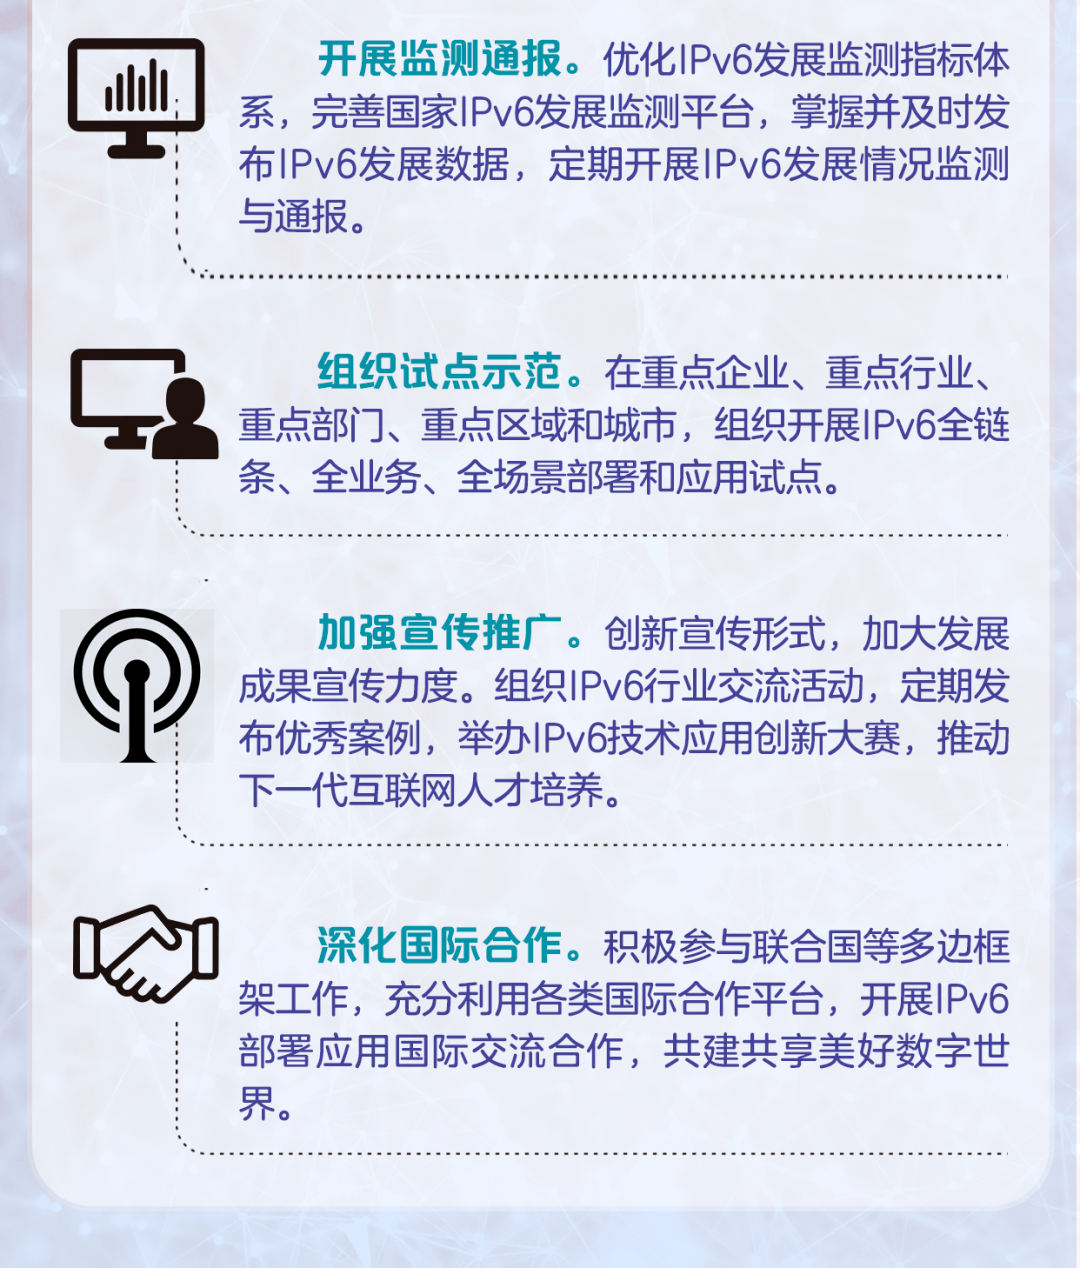 开展监测通报。优化IPv6发展监测指标体
系，完善国家IPv6发展监测平台，掌握并及时发
布IPv6发展数据，定期开展IPv6发展情况监测
与通报。
组织试点示范。在重点企业、重点行业、
重点部门、重点区域和城市，组织开展IPv6全链
条、全业务、全场景部署和应用试点。
加强宣传推广。创新宣传形式，加大发展
成果宣传力度。组织IPv6行业交流活动，定期发
布优秀案例，举办IPv6技术应用创新大赛，推动
下一代互联网人才培养。
深化国际合作。积极参与联合国等多边框
架工作，充分利用各类国际合作平台，开展IPv6
部署应用国际交流合作，共建共享美好数字世
界。